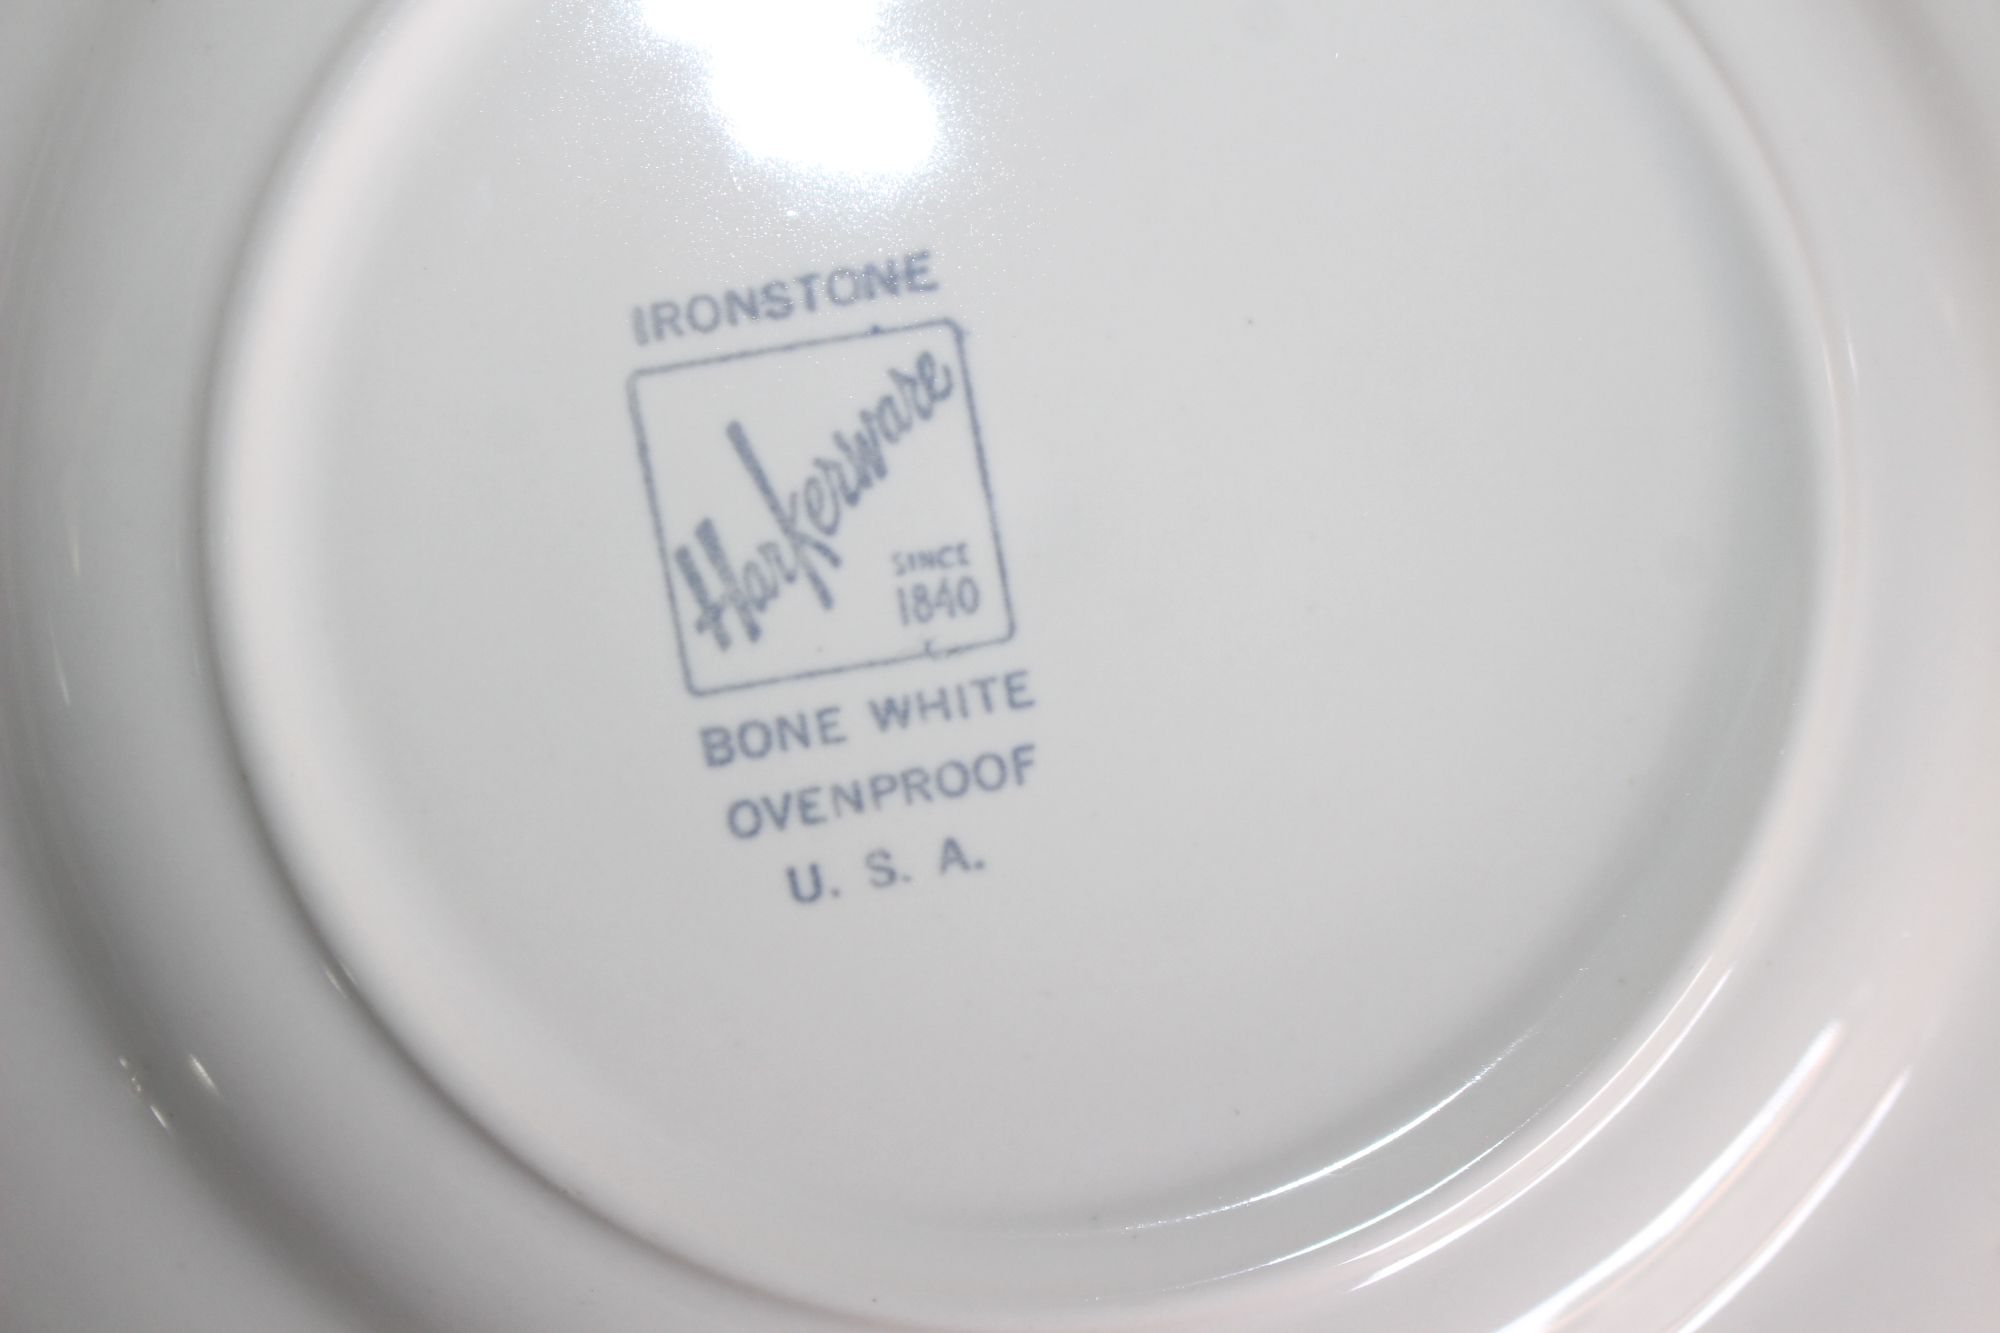 IRONSTONE
Harkerware
SINCE
1840
BONE WHITE
OVENPROOF
U. S. A.